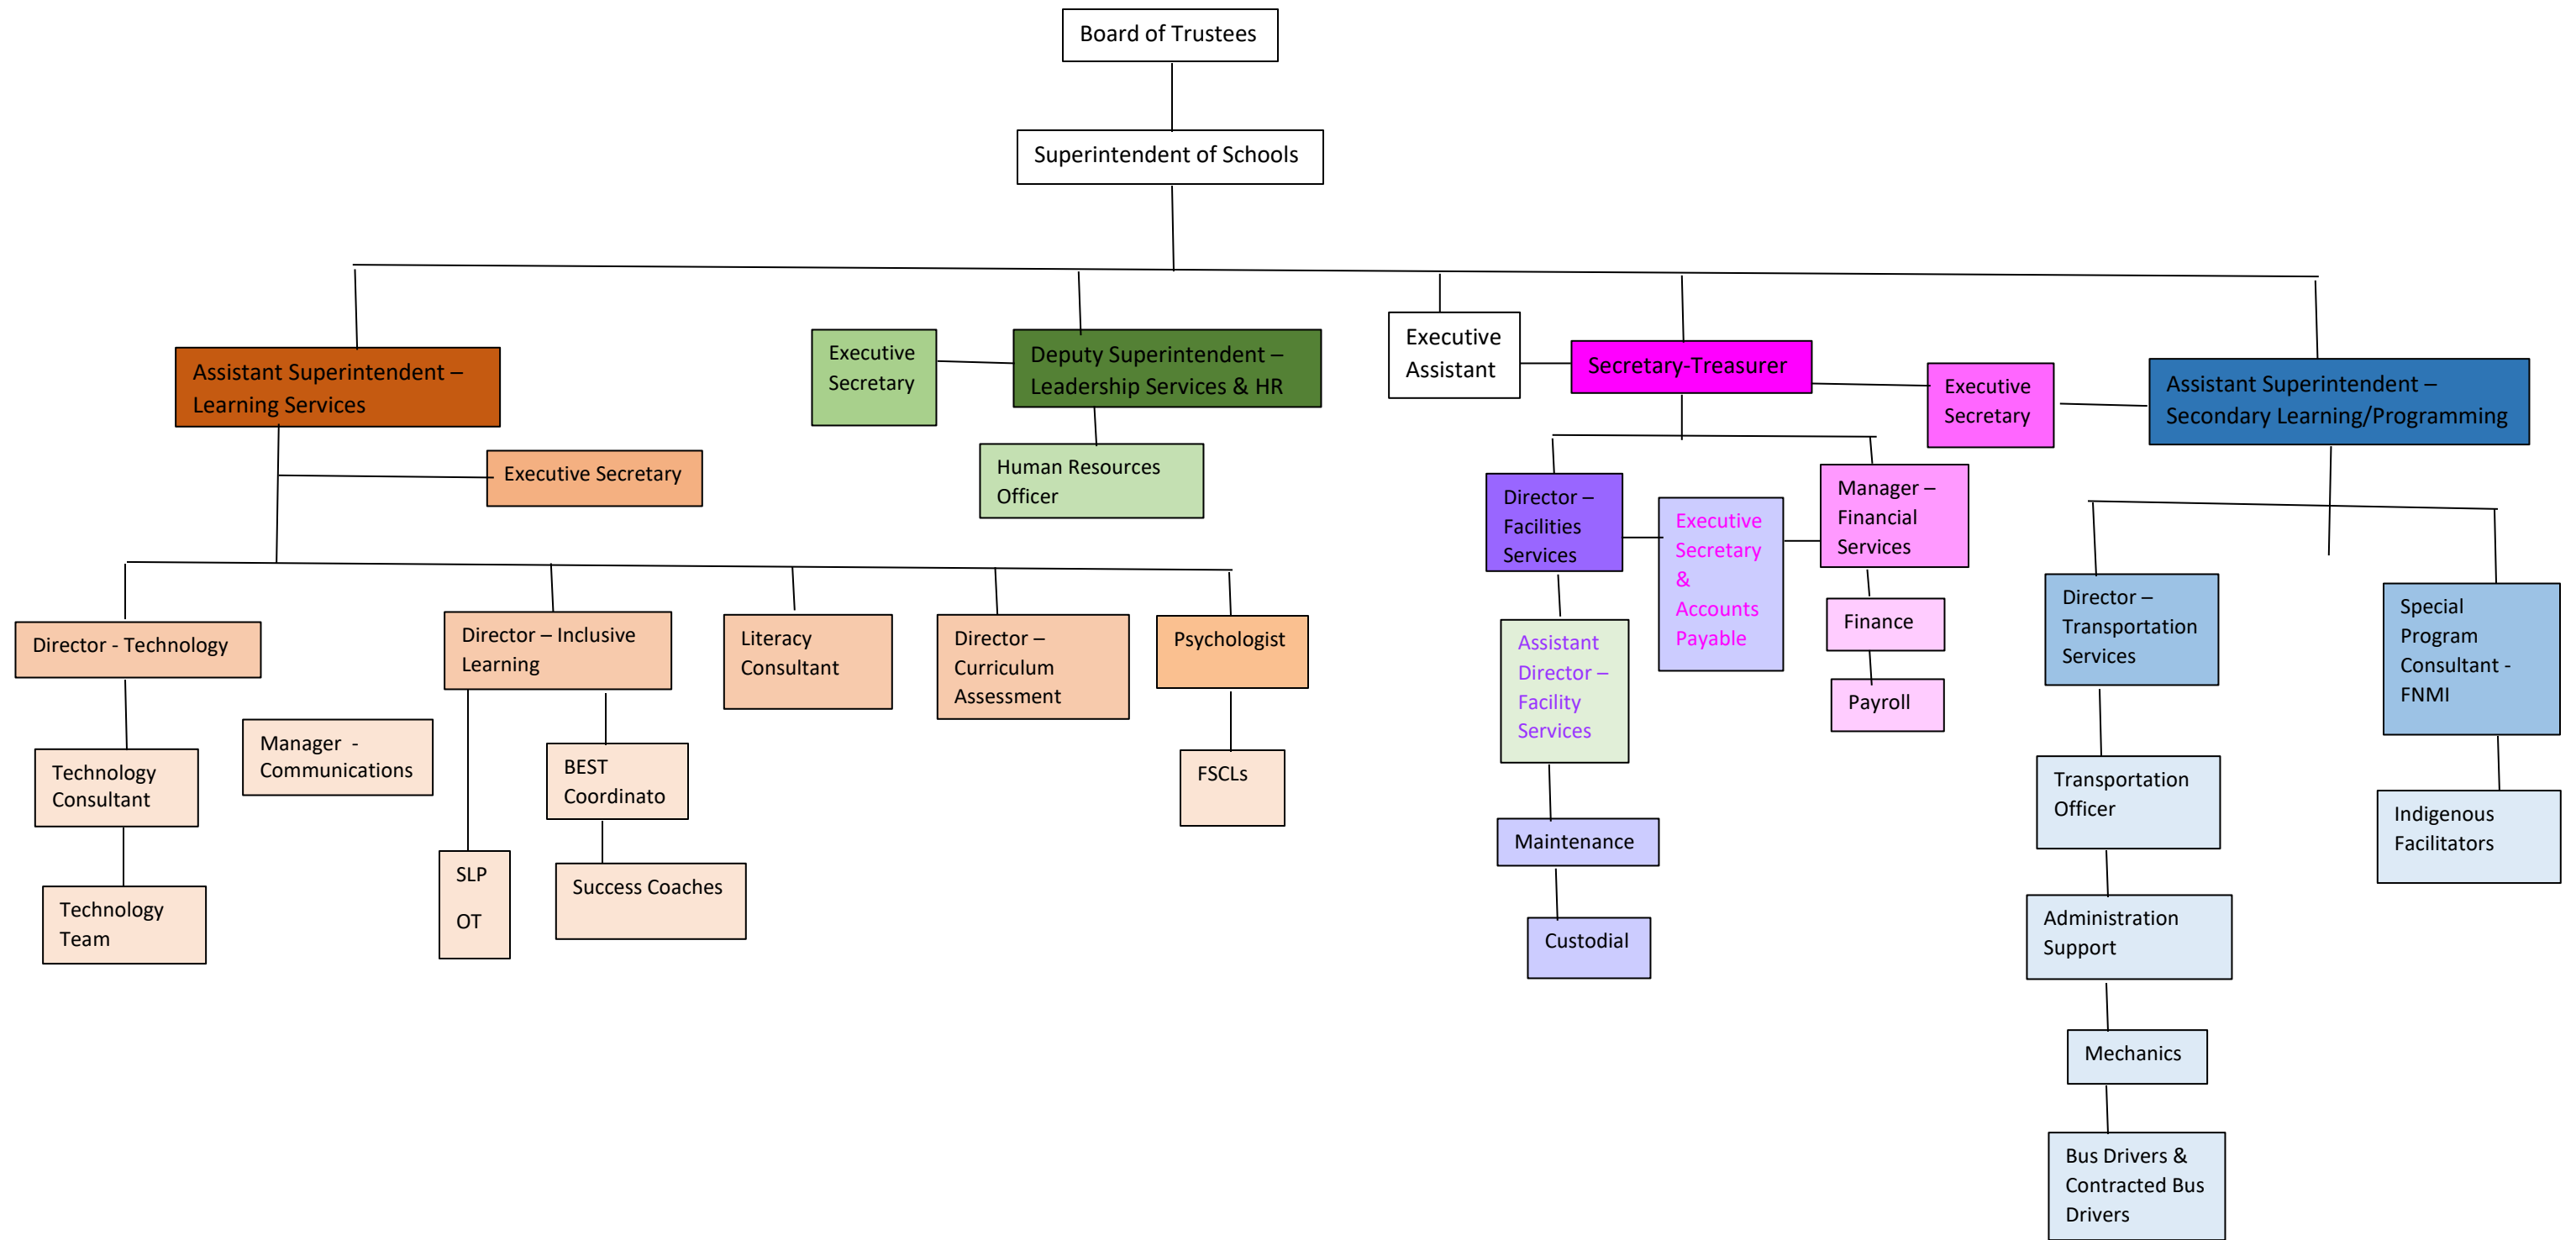 Board of Trustees
Superintendent of Schools
Assistant Superintendent –
Learning Services
Executive Secretary
Executive
Secretary
Deputy Superintendent –
Leadership Services & HR
Human Resources
Officer
Executive
Assistant
Secretary-Treasurer
Executive
Secretary
Assistant Superintendent –
Secondary Learning/Programming
Director - Technology
Technology
Consultant
Technology
Team
Manager  -
Communications
Director – Inclusive
Learning
SLP
OT
BEST
Coordinato
Success Coaches
Literacy
Consultant
Director –
Curriculum
Assessment
Psychologist
FSCLs
Director –
Facilities
Services
Executive
Secretary
&
Accounts
Payable
Manager –
Financial
Services
Assistant
Director –
Facility
Services
Maintenance
Custodial
Finance
Payroll
Director –
Transportation
Services
Transportation
Officer
Administration
Support
Mechanics
Bus Drivers &
Contracted Bus
Drivers
Special
Program
Consultant -
FNMI
Indigenous
Facilitators